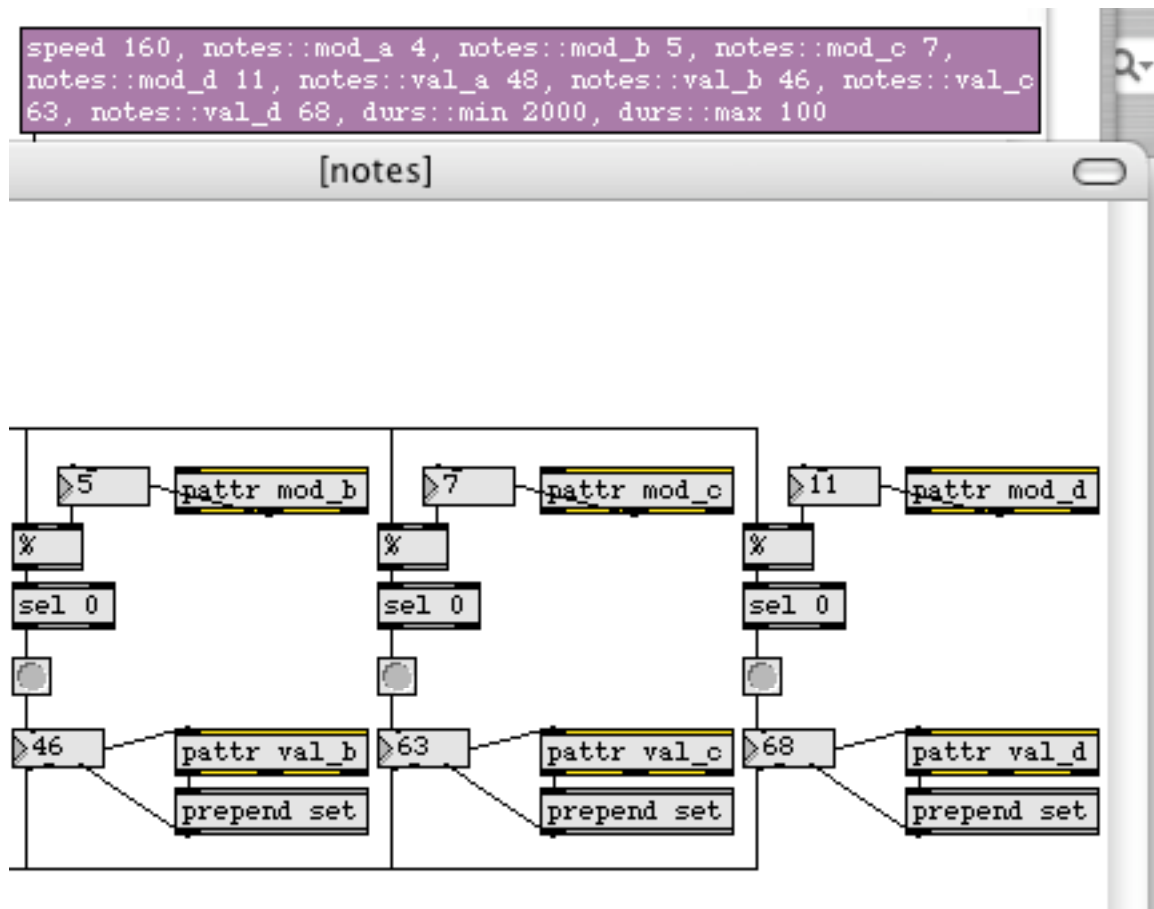 speed 160, notes::mod_a 4, notes::mod_b 5, notes::mod_c 7,
notes::mod_d 11, notes::val_a 48, notes::val_b 46, notes::val_c
63, notes::val_d 68, durs::min 2000, durs::max 100
[notes]
5 pattr mod_b 7 pattr mod_c 11 pattr mod_d
% % %
sel 0 sel 0 sel 0
46 pattr val_b 63 pattr val_c 68 pattr val_d
prepend set prepend set prepend set